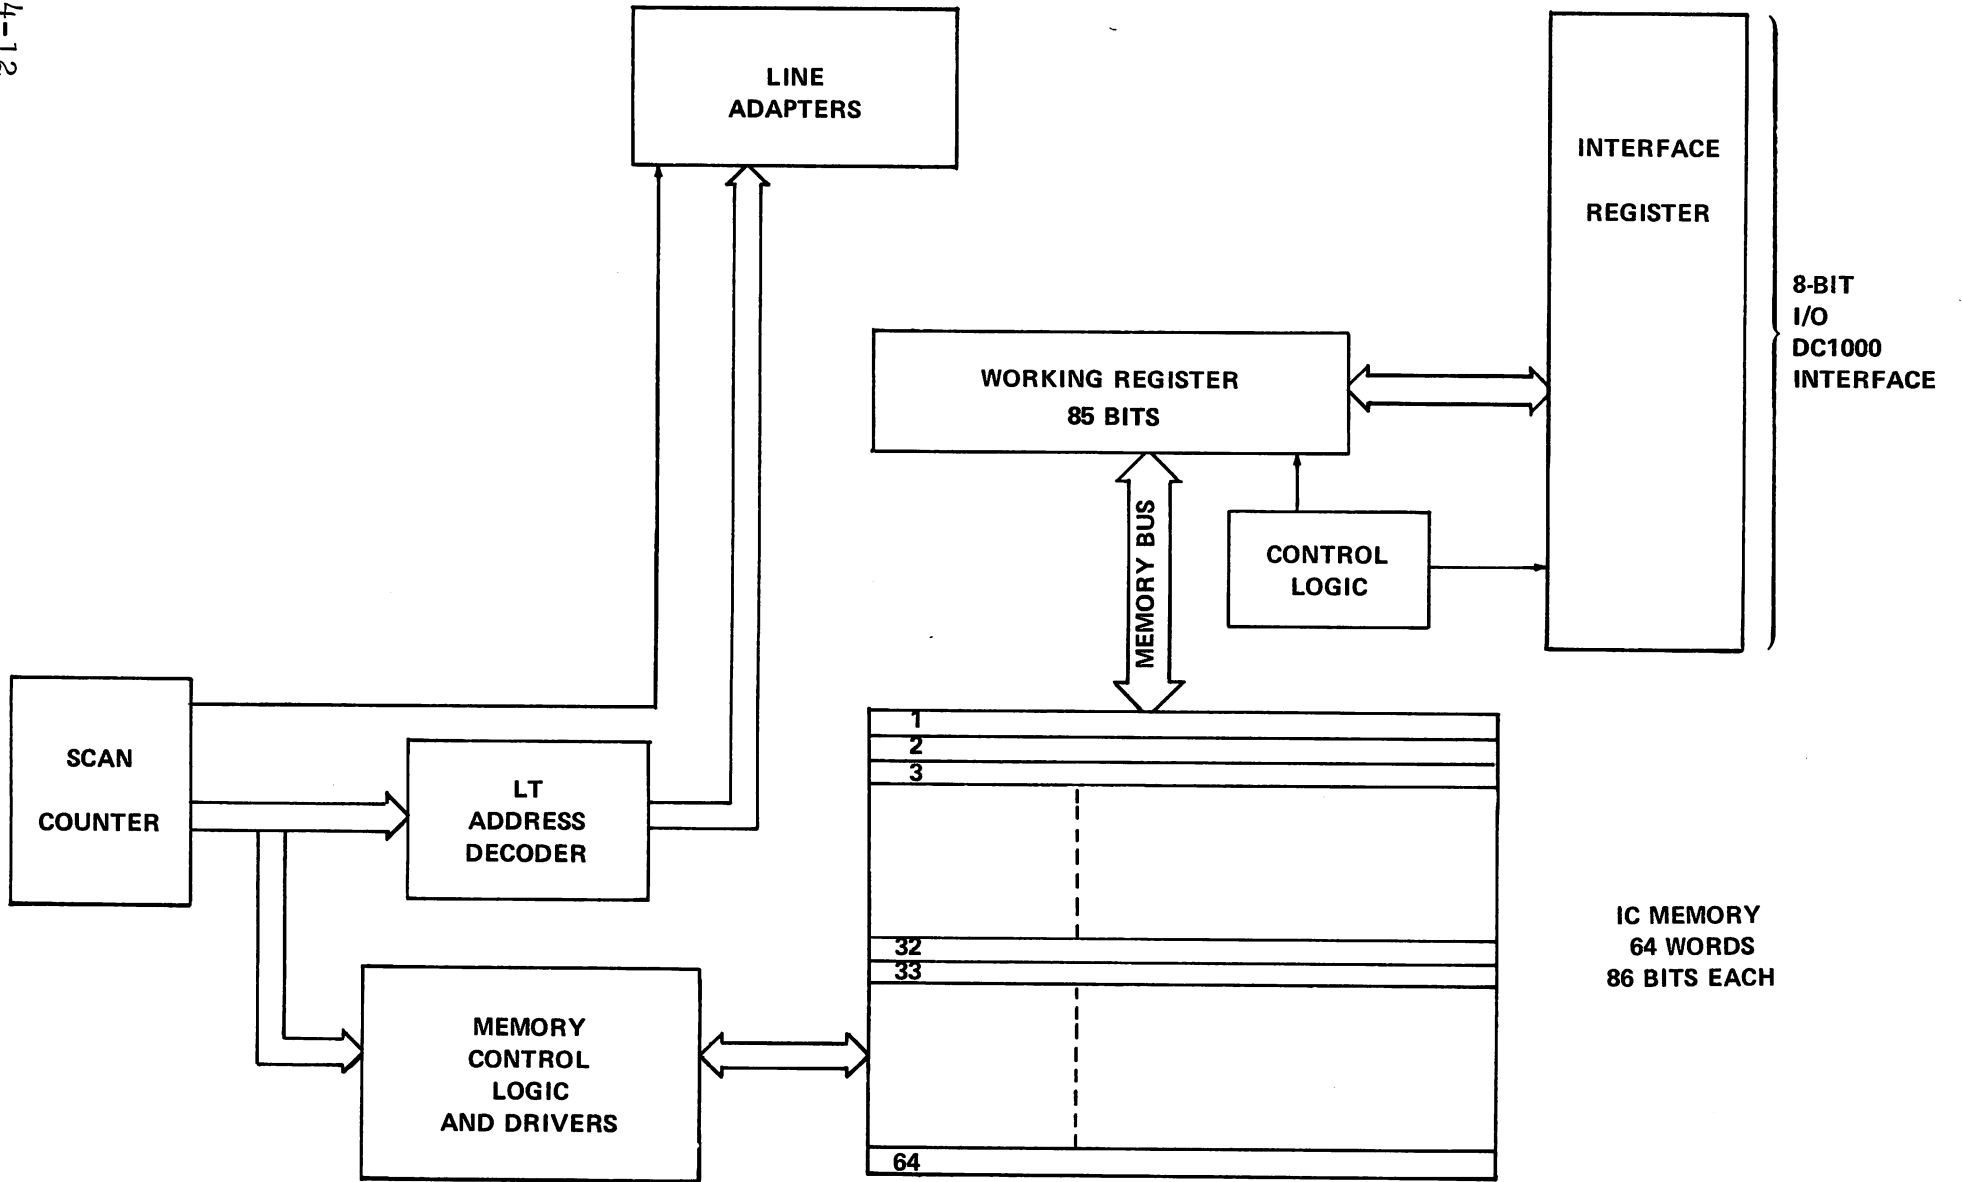 4-12
LINE
ADAPTERS
INTERFACE
REGISTER
8-BIT
I/O
DC1000
INTERFACE
WORKING REGISTER
85 BITS
MEMORY BUS
CONTROL
LOGIC
SCAN
COUNTER
LT
ADDRESS
DECODER
1
2
3
32
33
64
IC MEMORY
64 WORDS
86 BITS EACH
MEMORY
CONTROL
LOGIC
AND DRIVERS